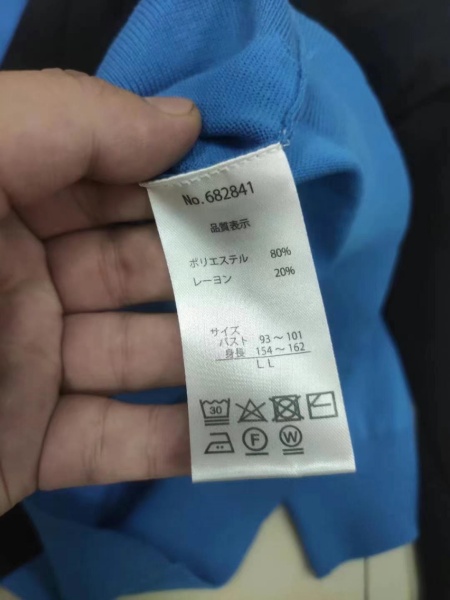 No.682841
品質表示
ポリエステル 80%
レーヨン 20%
サイズ
バスト 93～101
身長 154～162
LL
30
F W